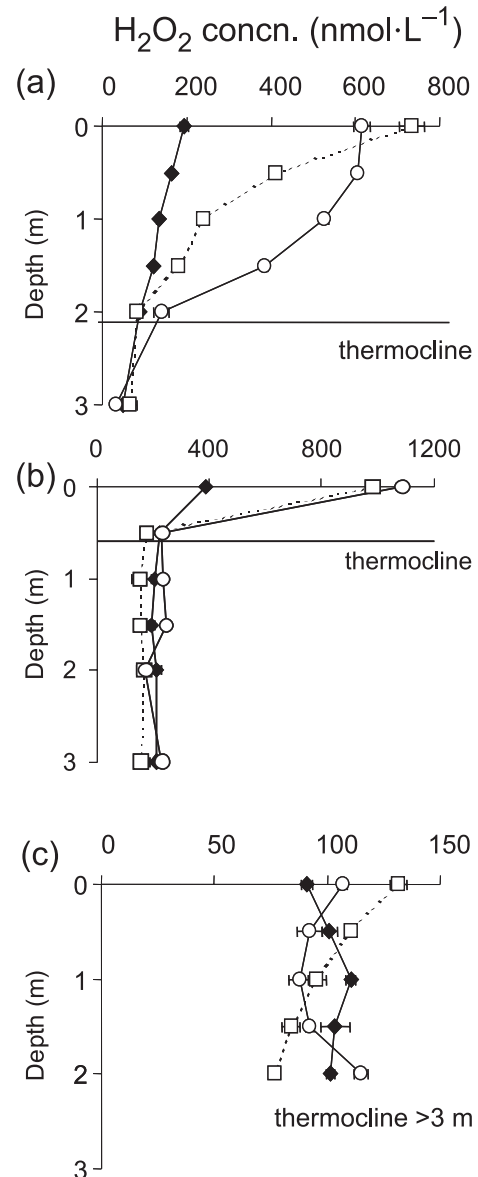 H₂O₂ concn. (nmol·L⁻¹)
(a)
0 200 400 600 800
0
1
2
3
Depth (m)
thermocline
(b)
0 400 800 1200
0
1
2
3
Depth (m)
thermocline
(c)
0 50 100 150
0
1
2
3
Depth (m)
thermocline >3 m